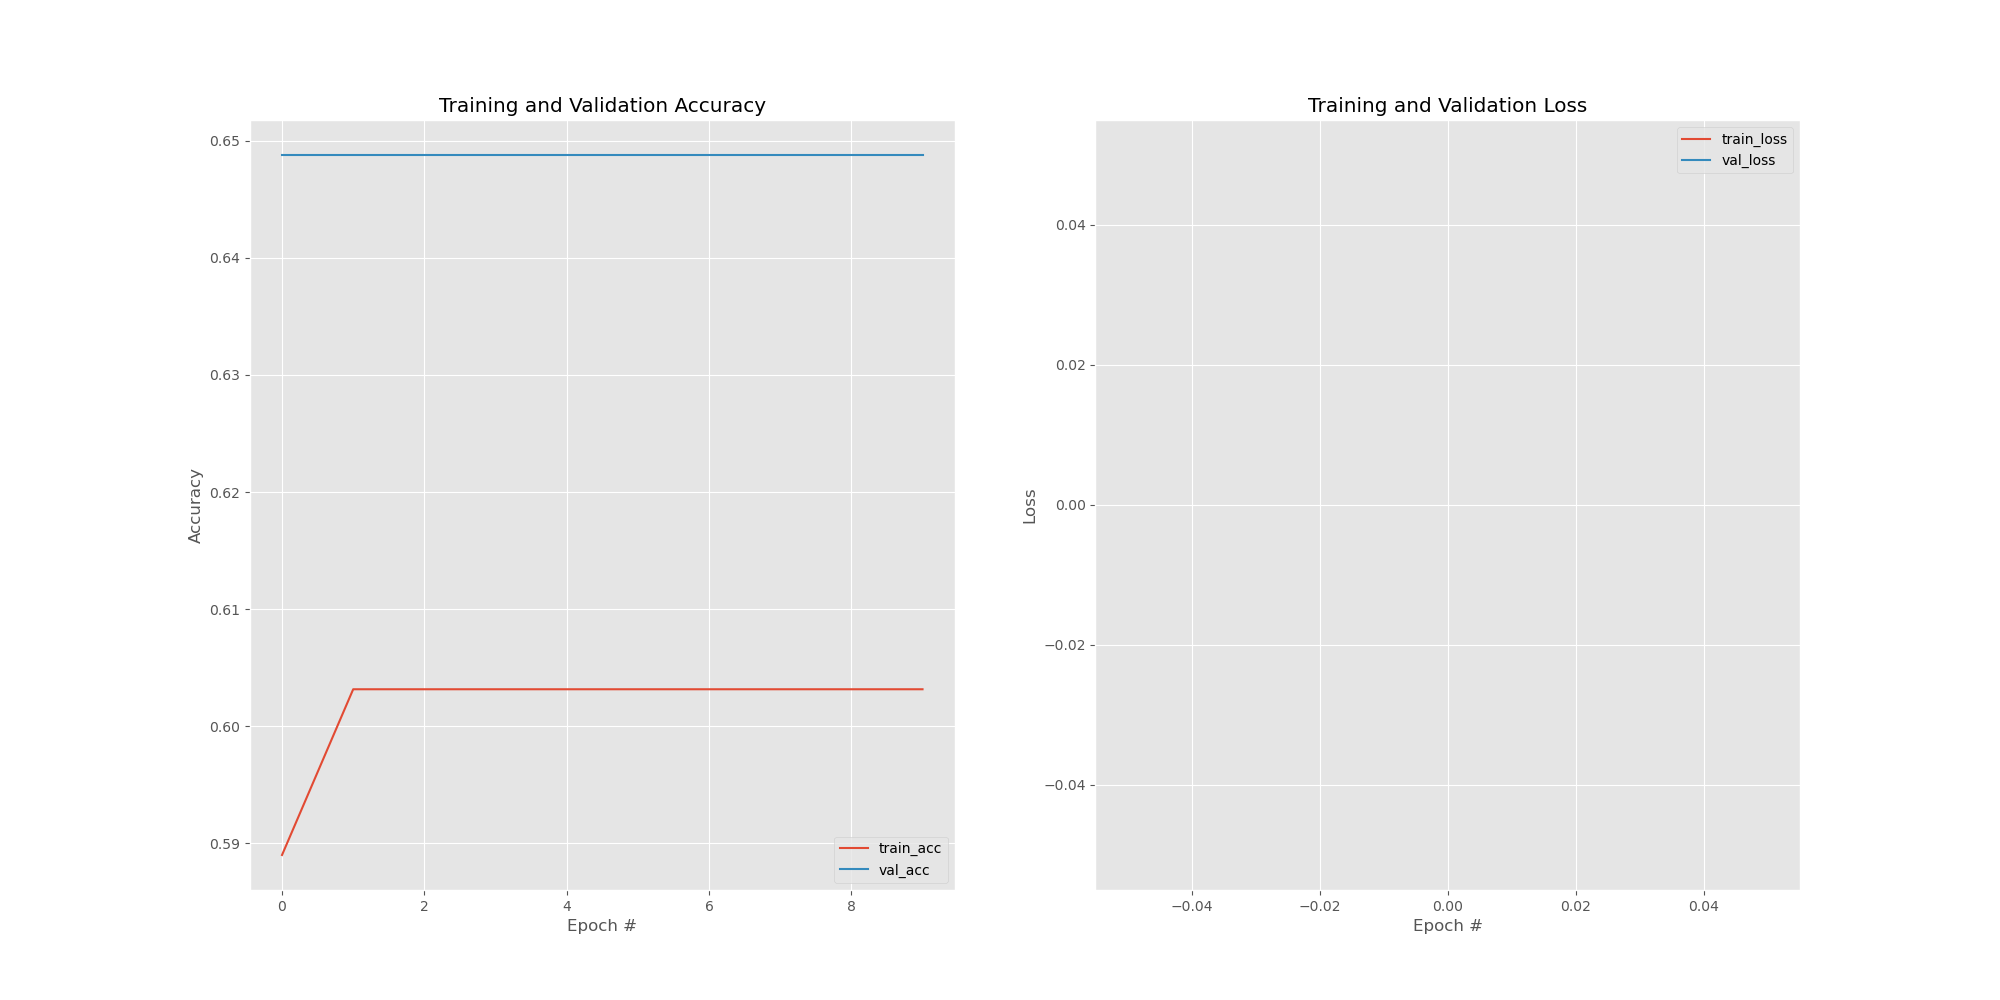 Training and Validation Accuracy
0.65
0.64
0.63
0.62
0.61
0.60
0.59
Accuracy
train_acc
val_acc
0 2 4 6 8
Epoch #
Training and Validation Loss
train_loss
val_loss
0.04
0.02
0.00
−0.02
−0.04
Loss
−0.04 −0.02 0.00 0.02 0.04
Epoch #